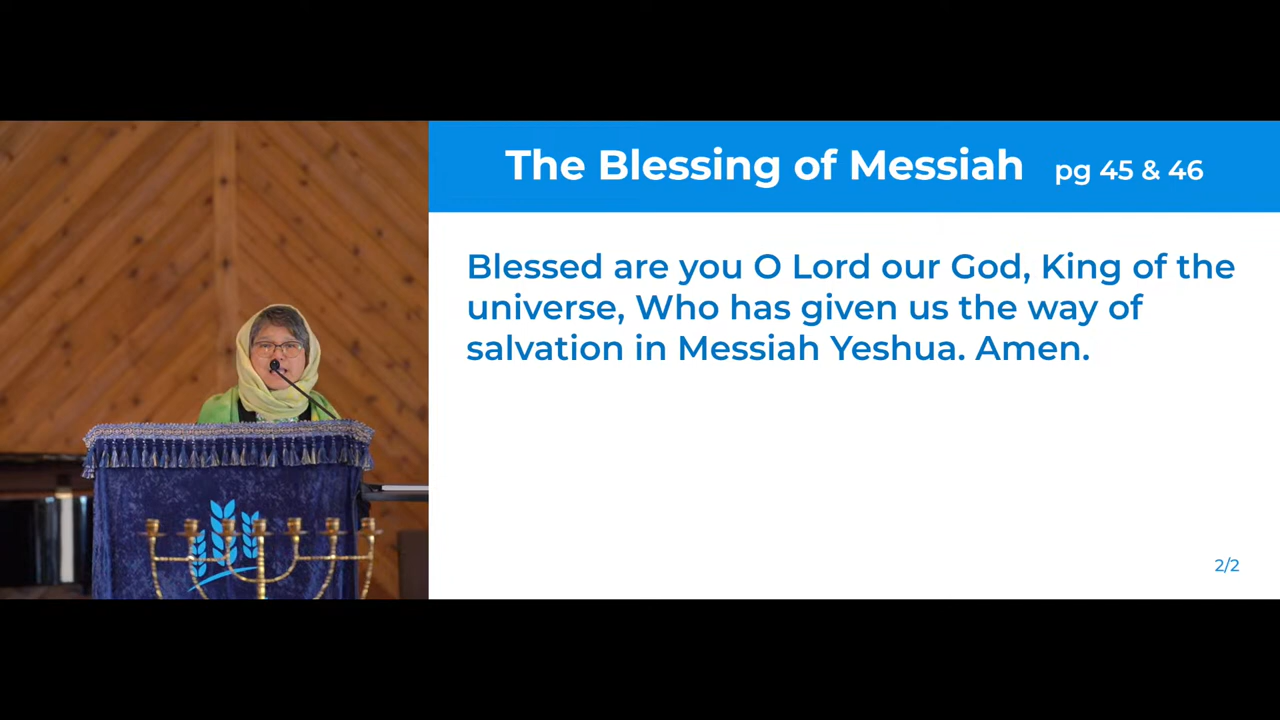 The Blessing of Messiah pg 45 & 46
Blessed are you O Lord our God, King of the
universe, Who has given us the way of
salvation in Messiah Yeshua. Amen.
2/2